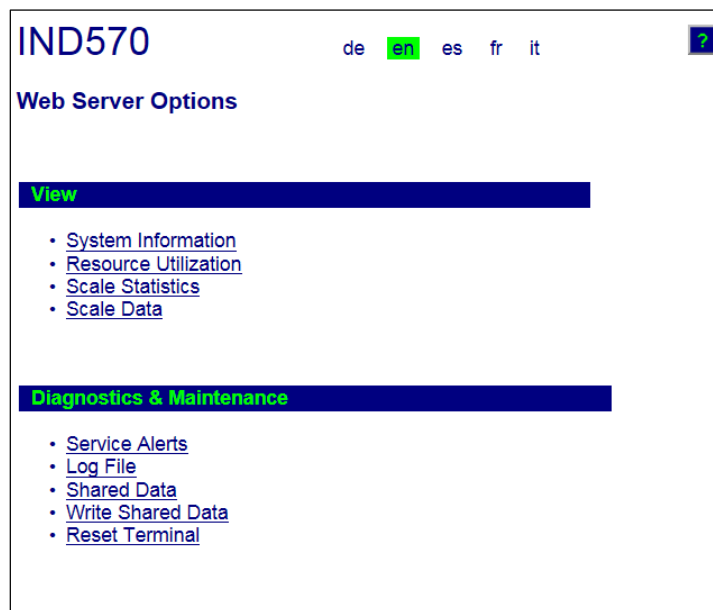 IND570 de en es fr it ?
Web Server Options
View
• System Information
• Resource Utilization
• Scale Statistics
• Scale Data
Diagnostics & Maintenance
• Service Alerts
• Log File
• Shared Data
• Write Shared Data
• Reset Terminal